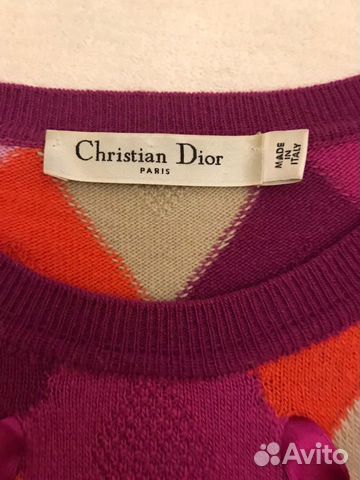 Christian Dior
PARIS
MADE
IN
ITALY
Avito